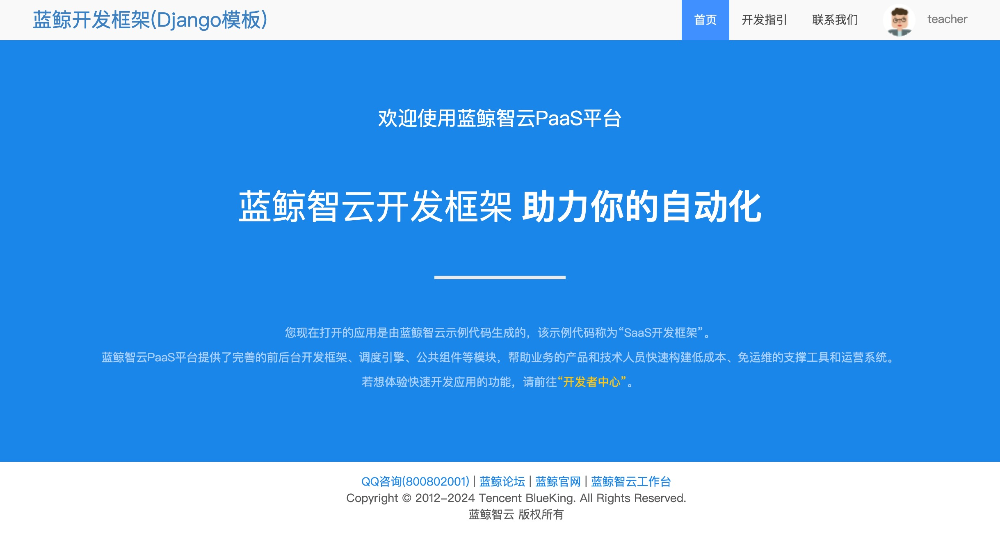 蓝鲸开发框架(Django模板)
首页 开发指引 联系我们 teacher
欢迎使用蓝鲸智云PaaS平台
蓝鲸智云开发框架 助力你的自动化
您现在打开的应用是由蓝鲸智云示例代码生成的，该示例代码称为“SaaS开发框架”。
蓝鲸智云PaaS平台提供了完善的前后台开发框架、调度引擎、公共组件等模块，帮助业务的产品和技术人员快速构建低成本、免运维的支撑工具和运营系统。
若想体验快速开发应用的功能，请前往“开发者中心”。
QQ咨询(800802001) | 蓝鲸论坛 | 蓝鲸官网 | 蓝鲸智云工作台
Copyright © 2012-2024 Tencent BlueKing. All Rights Reserved.
蓝鲸智云 版权所有